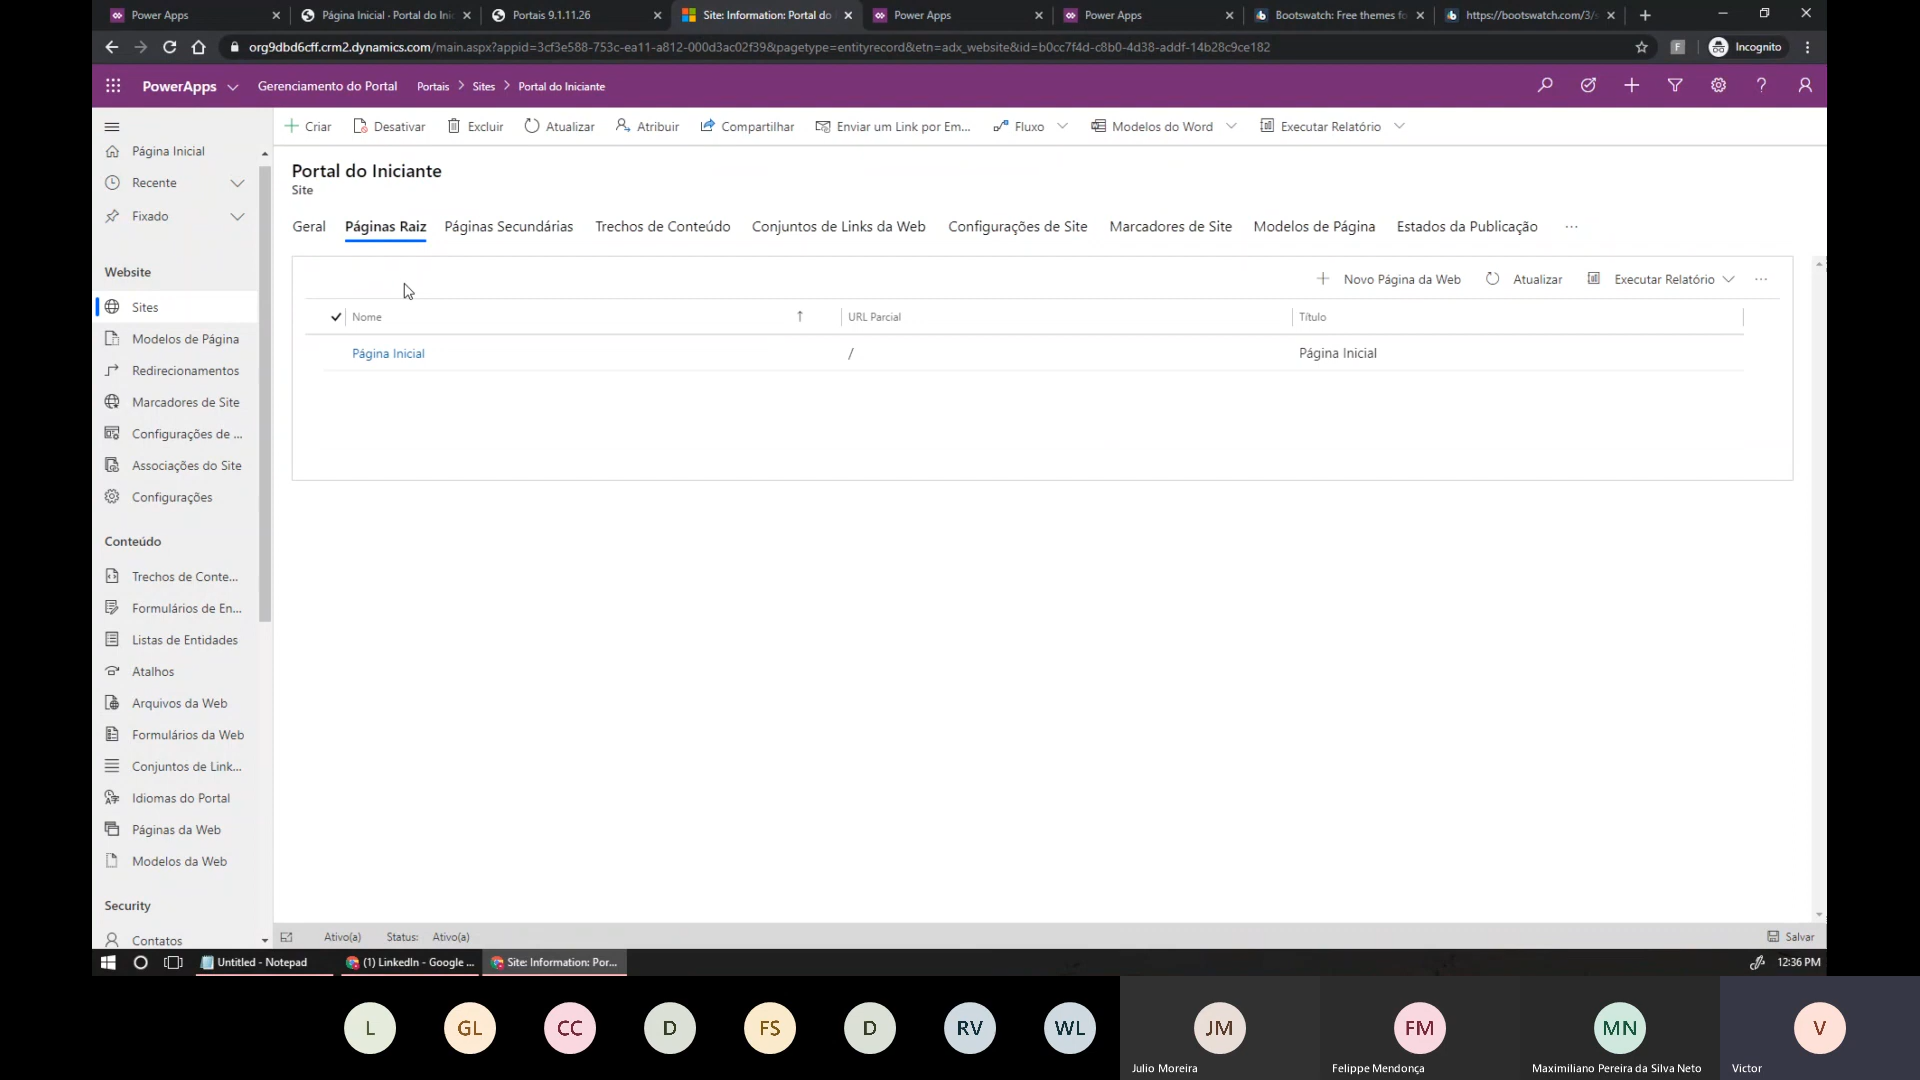 Power Apps
Página Inicial - Portal do Inic
Portais 9.1.11.26
Site: Information: Portal do
Power Apps
Power Apps
Bootswatch: Free themes fo
https://bootswatch.com/3/
org9dbd6cff.crm2.dynamics.com/main.aspx?appid=3cf3e588-753c-ea11-a812-000d3ac02f39&pagetype=entityrecord&etn=adx_website&id=b0cc7f4d-c8b0-4d38-addf-14b28c9ce182
F
Incognito
PowerApps
Gerenciamento do Portal
Portais > Sites > Portal do Iniciante
Criar
Desativar
Excluir
Atualizar
Atribuir
Compartilhar
Enviar um Link por Em...
Fluxo
Modelos do Word
Executar Relatório
Página Inicial
Recente
Fixado
Website
Sites
Modelos de Página
Redirecionamentos
Marcadores de Site
Configurações de ...
Associações do Site
Configurações
Conteúdo
Trechos de Conte...
Formulários de En...
Listas de Entidades
Atalhos
Arquivos da Web
Formulários da Web
Conjuntos de Link...
Idiomas do Portal
Páginas da Web
Modelos da Web
Security
Contatos
Portal do Iniciante
Site
Geral
Páginas Raiz
Páginas Secundárias
Trechos de Conteúdo
Conjuntos de Links da Web
Configurações de Site
Marcadores de Site
Modelos de Página
Estados da Publicação
...
Novo Página da Web
Atualizar
Executar Relatório
...
Nome
URL Parcial
Título
Página Inicial
/
Página Inicial
Ativo(a)
Status:
Ativo(a)
Salvar
Untitled - Notepad
(1) LinkedIn - Google ...
Site: Information: Por...
12:36 PM
L
GL
CC
D
FS
D
RV
WL
JM
FM
MN
V
Julio Moreira
Felippe Mendonça
Maximiliano Pereira da Silva Neto
Victor